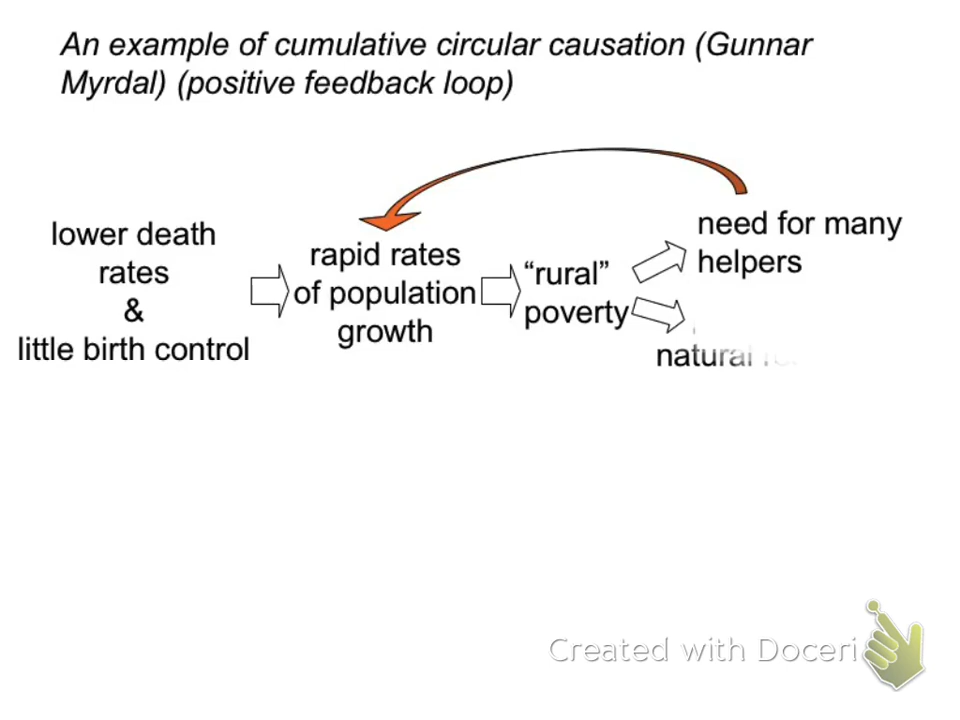 An example of cumulative circular causation (Gunnar
Myrdal) (positive feedback loop)
lower death
rates
&
little birth control
rapid rates
of population
growth
“rural”
poverty
need for many
helpers
natural
Created with Doceri